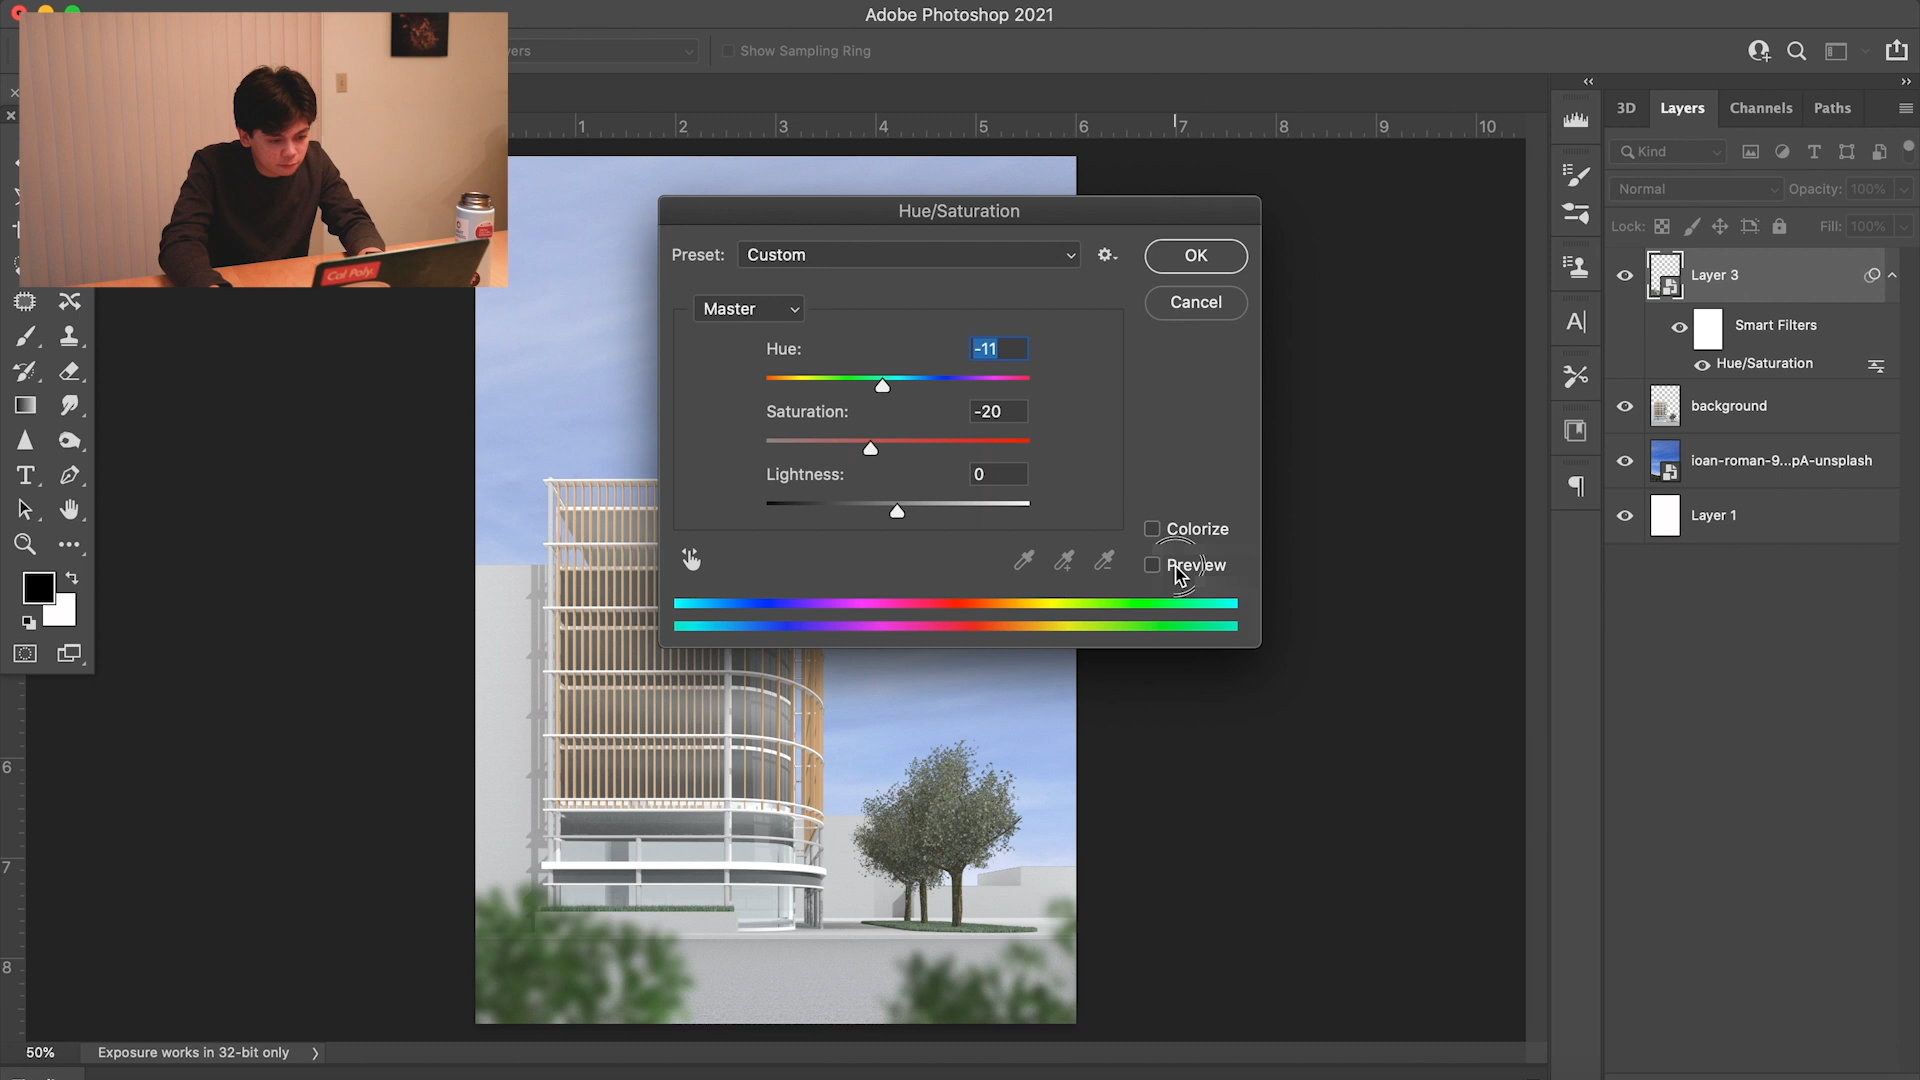 Adobe Photoshop 2021
Show Sampling Ring
1 2 3 4 5 6 7 8 9 10
3D Layers Channels Paths
Kind
Normal Opacity: 100%
Lock: Fill: 100%
Layer 3
Smart Filters
Hue/Saturation
background
ioan-roman-9...pA-unsplash
Layer 1
Hue/Saturation
Preset: Custom
OK
Cancel
Master
Hue: -11
Saturation: -20
Lightness: 0
Colorize
Preview
Cal Poly.
6
7
8
50% Exposure works in 32-bit only